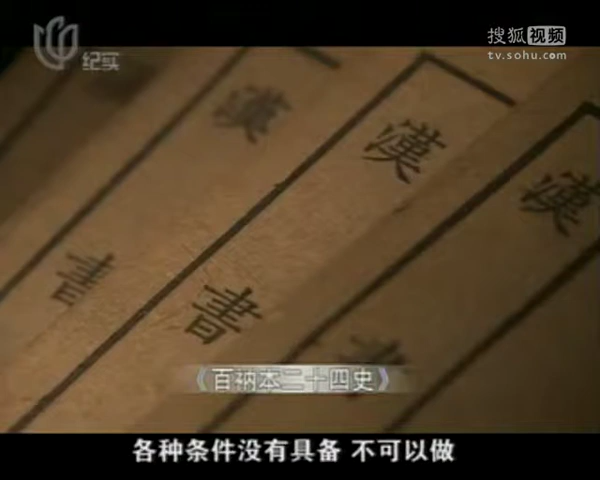 纪实
搜狐视频
tv.sohu.com
漢書
漢書
漢書
《百衲本二十四史》
各种条件没有具备 不可以做